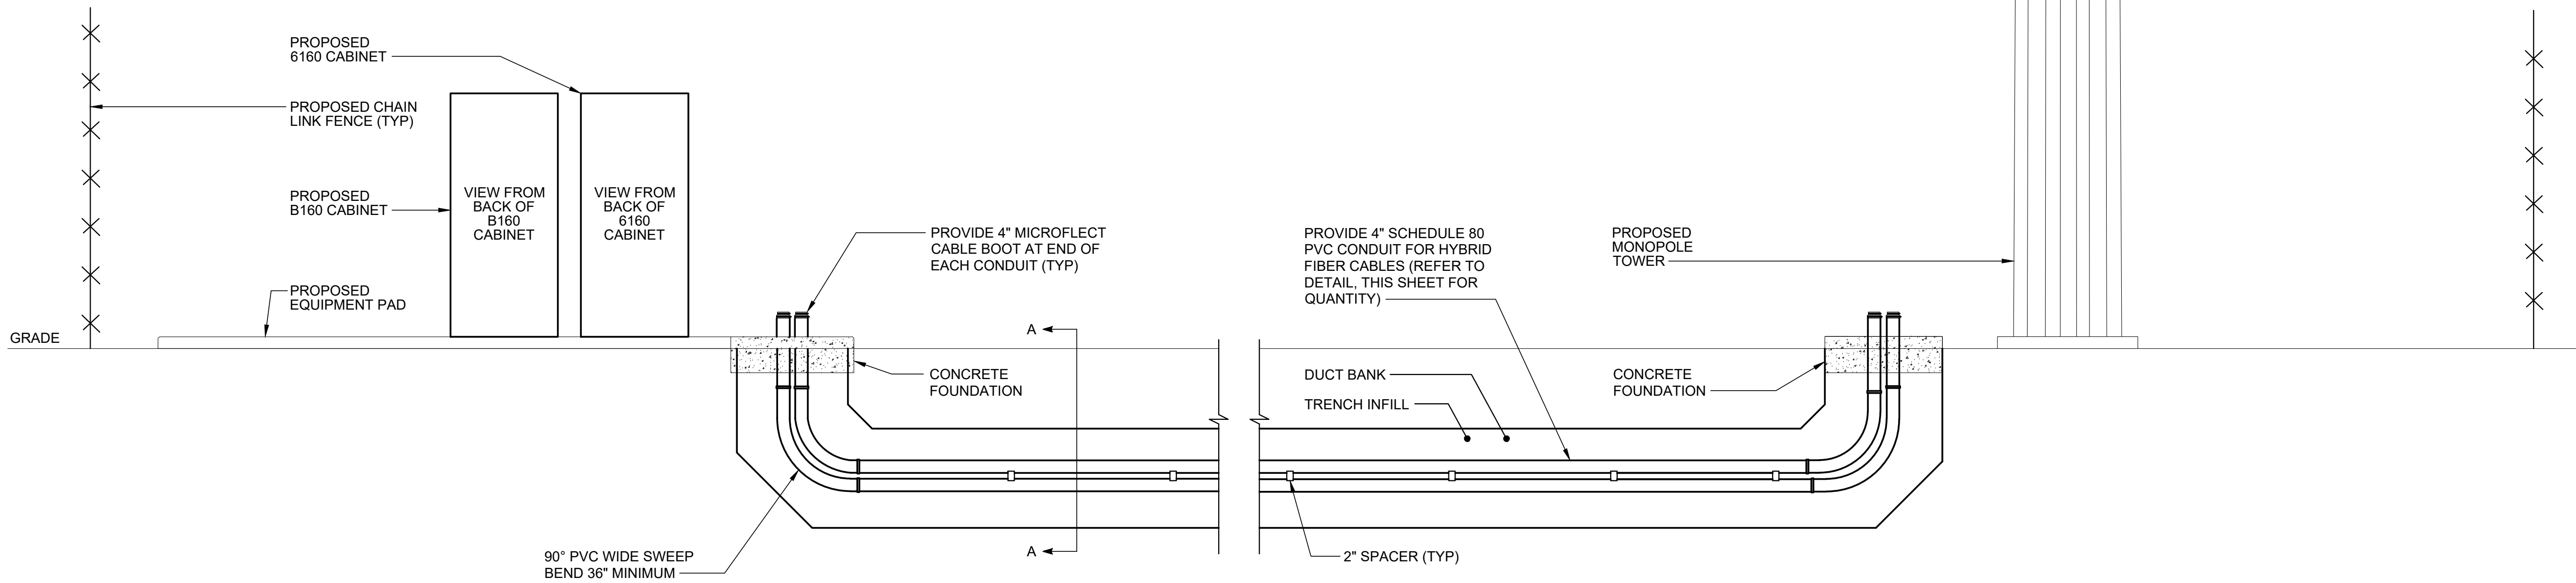 PROPOSED
6160 CABINET
PROPOSED CHAIN
LINK FENCE (TYP)
PROPOSED
B160 CABINET
VIEW FROM
BACK OF
B160
CABINET
VIEW FROM
BACK OF
6160
CABINET
PROPOSED
EQUIPMENT PAD
GRADE
PROVIDE 4" MICROFLECT
CABLE BOOT AT END OF
EACH CONDUIT (TYP)
PROVIDE 4" SCHEDULE 80
PVC CONDUIT FOR HYBRID
FIBER CABLES (REFER TO
DETAIL, THIS SHEET FOR
QUANTITY)
PROPOSED
MONOPOLE
TOWER
A
CONCRETE
FOUNDATION
DUCT BANK
TRENCH INFILL
CONCRETE
FOUNDATION
A
2" SPACER (TYP)
90° PVC WIDE SWEEP
BEND 36" MINIMUM